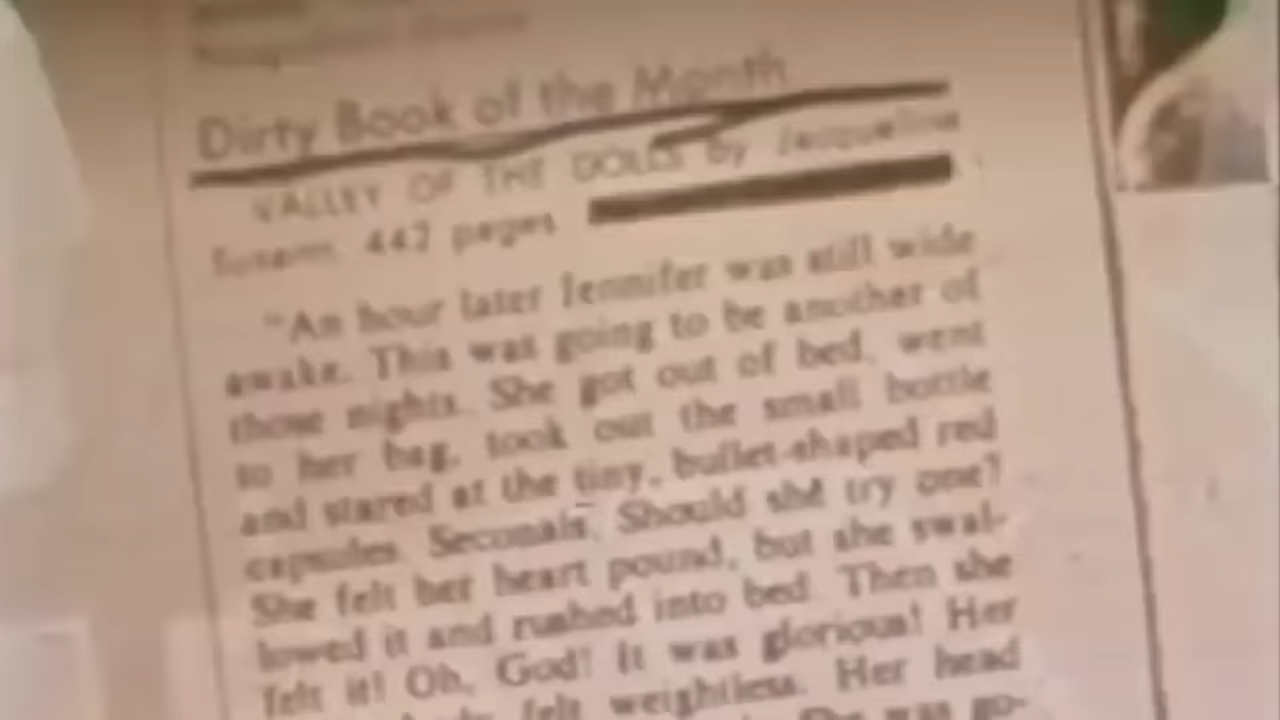 Dirty Book of the Month
VALLEY OF THE DOLLS by Jacqueline
Susann. 442 pages
"An hour later Jennifer was still wide
awake. This was going to be another of
those nights. She got out of bed, went
to her bag, took out the small bottle
and stared at the tiny, bullet-shaped red
capsules. Seconals. Should she try one?
She felt her heart pound, but she swal-
lowed it and rushed into bed. Then she
felt it! Oh, God! It was glorious! Her
felt weightless. Her head
She was go-